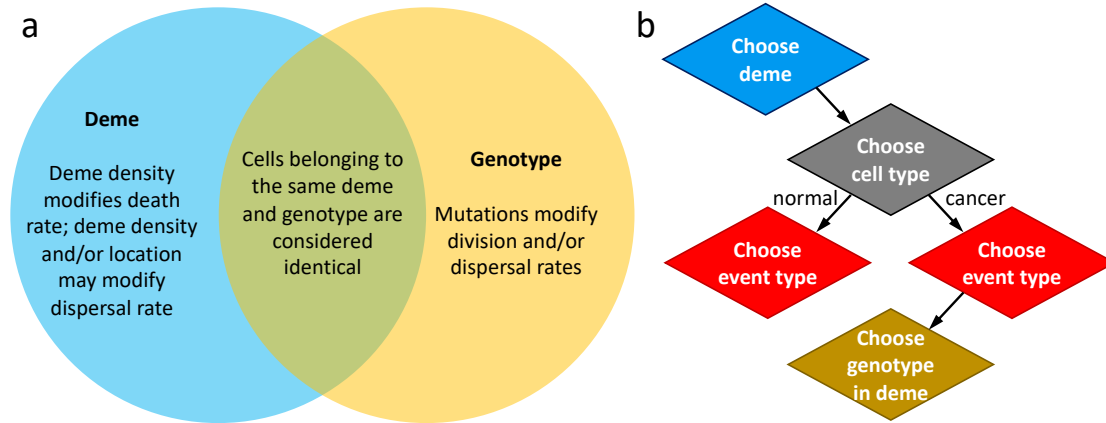 a
Deme
Deme density
modifies death
rate; deme density
and/or location
may modify
dispersal rate
Cells belonging to
the same deme
and genotype are
considered
identical
Genotype
Mutations modify
division and/or
dispersal rates
b
Choose
deme
Choose
cell type
normal
cancer
Choose
event type
Choose
event type
Choose
genotype
in deme